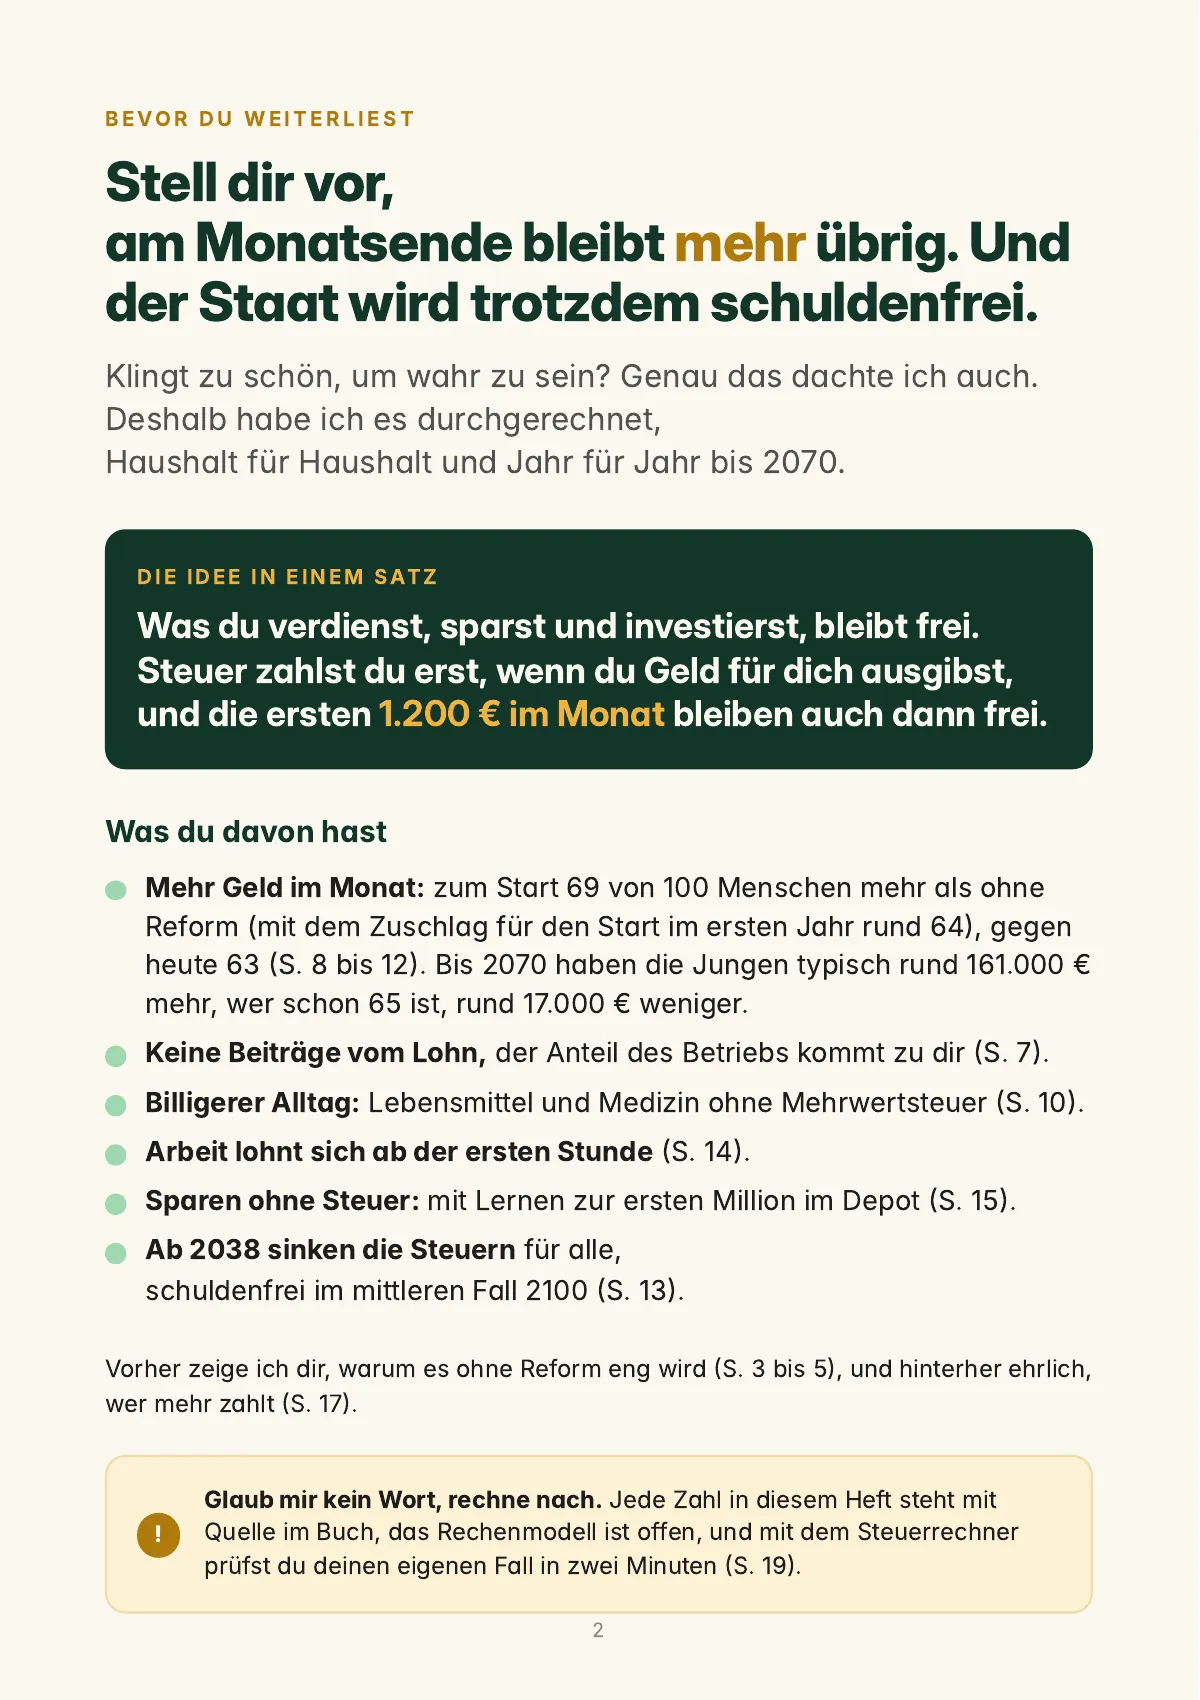 BEVOR DU WEITERLIEST
Stell dir vor,
am Monatsende bleibt mehr übrig. Und
der Staat wird trotzdem schuldenfrei.
Klingt zu schön, um wahr zu sein? Genau das dachte ich auch.
Deshalb habe ich es durchgerechnet,
Haushalt für Haushalt und Jahr für Jahr bis 2070.
DIE IDEE IN EINEM SATZ
Was du verdienst, sparst und investierst, bleibt frei.
Steuer zahlst du erst, wenn du Geld für dich ausgibst,
und die ersten 1.200 € im Monat bleiben auch dann frei.
Was du davon hast
Mehr Geld im Monat: zum Start 69 von 100 Menschen mehr als ohne
Reform (mit dem Zuschlag für den Start im ersten Jahr rund 64), gegen
heute 63 (S. 8 bis 12). Bis 2070 haben die Jungen typisch rund 161.000 €
mehr, wer schon 65 ist, rund 17.000 € weniger.
Keine Beiträge vom Lohn, der Anteil des Betriebs kommt zu dir (S. 7).
Billigerer Alltag: Lebensmittel und Medizin ohne Mehrwertsteuer (S. 10).
Arbeit lohnt sich ab der ersten Stunde (S. 14).
Sparen ohne Steuer: mit Lernen zur ersten Million im Depot (S. 15).
Ab 2038 sinken die Steuern für alle,
schuldenfrei im mittleren Fall 2100 (S. 13).
Vorher zeige ich dir, warum es ohne Reform eng wird (S. 3 bis 5), und hinterher ehrlich,
wer mehr zahlt (S. 17).
Glaub mir kein Wort, rechne nach. Jede Zahl in diesem Heft steht mit
! Quelle im Buch, das Rechenmodell ist offen, und mit dem Steuerrechner
prüfst du deinen eigenen Fall in zwei Minuten (S. 19).
2